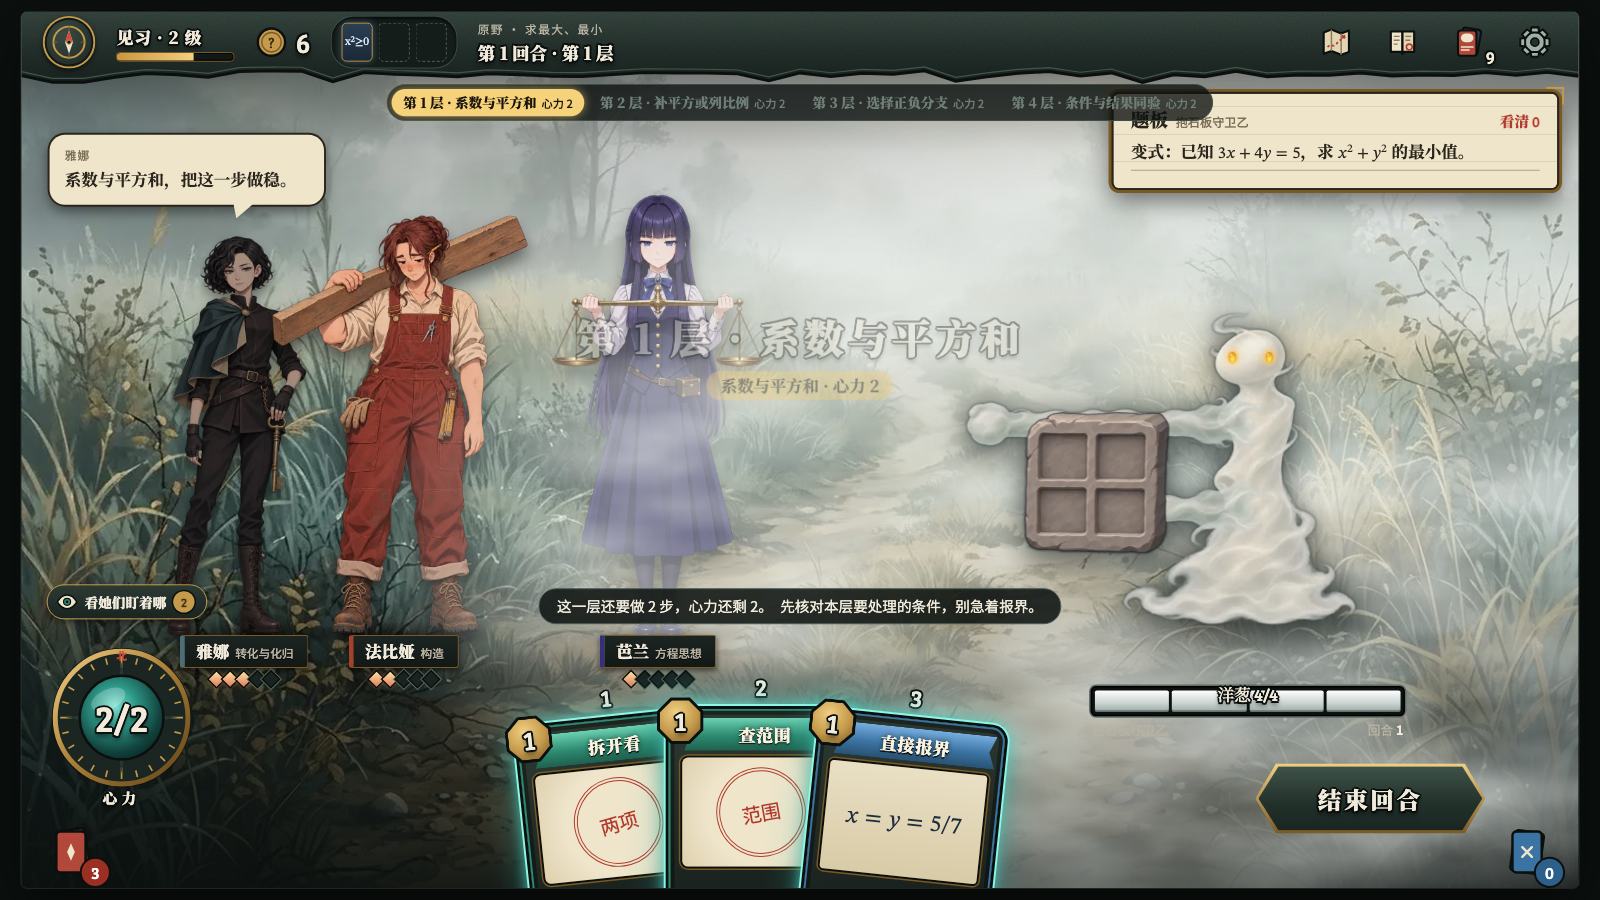 见习·2 级
? 6
x²≥0
原野 · 求最大、最小
第1回合·第1层
9
第1层·系数与平方和 心力2
第2层·补平方或列比例 心力2
第3层·选择正负分支 心力2
第4层·条件与结果同验 心力2
题板 抱石板守卫乙 看清 0
变式：已知 3x + 4y = 5，求 x² + y² 的最小值。
雅娜
系数与平方和，把这一步做稳。
第1层·系数与平方和
系数与平方和·心力2
看她们盯着哪 2
这一层还要做 2 步，心力还剩 2。 先核对本层要处理的条件，别急着报界。
雅娜 转化与化归
法比娅 构造
芭兰 方程思想
2/2
心力
3
1
1 拆开看
两项
2
1 查范围
范围
3
1 直接报界
x = y = 5/7
洋葱 4/4
回合 1
结束回合
0